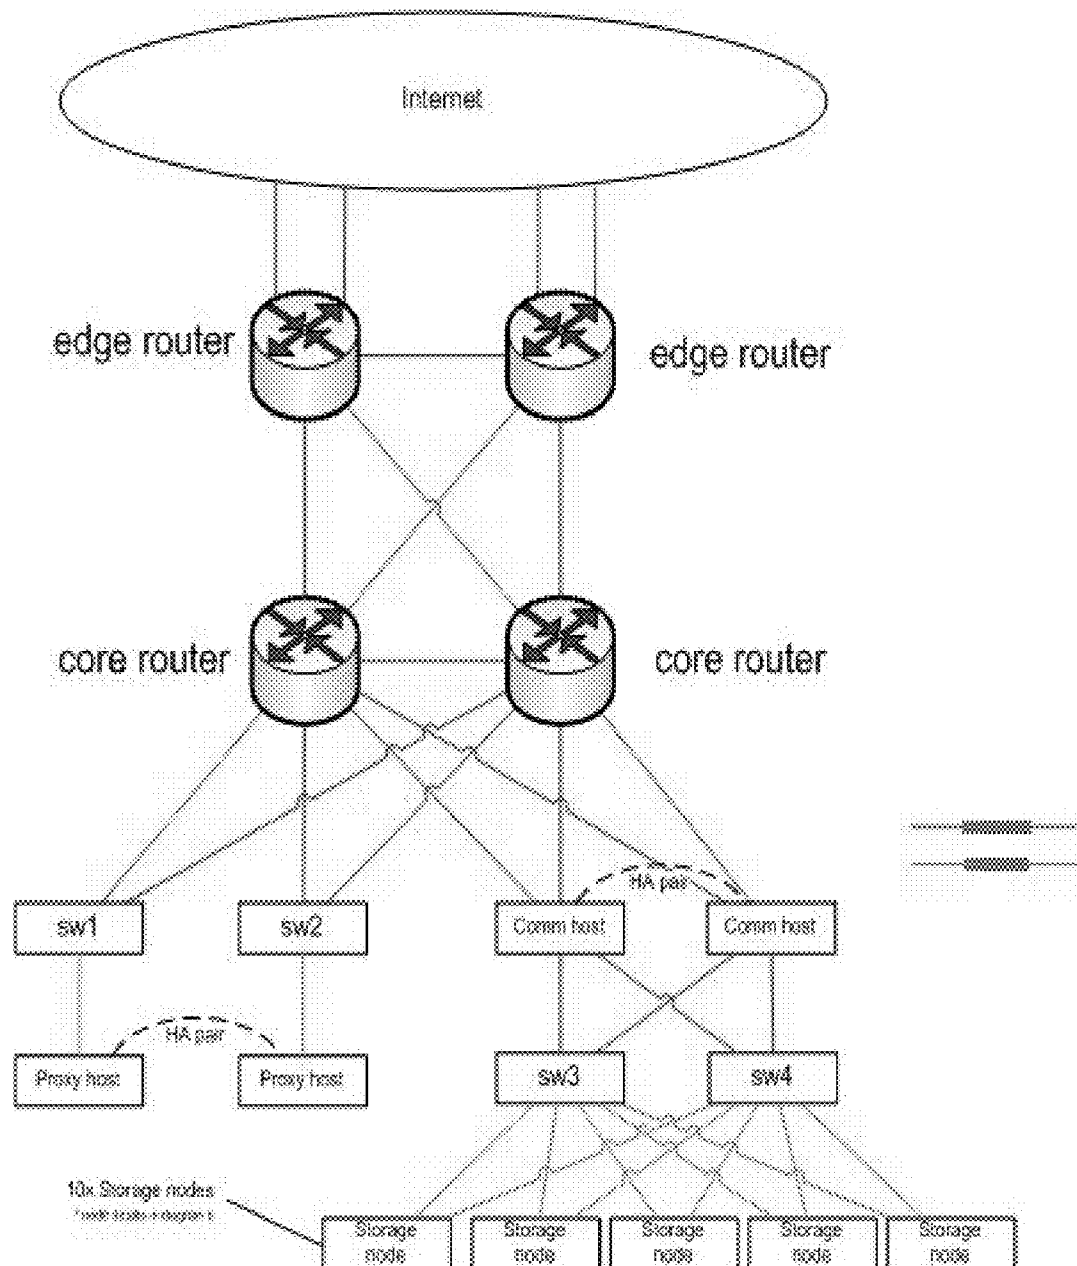 Internet
edge router
edge router
core router
core router
HA pair
sw1
sw2
Comm host
Comm host
HA pair
Proxy host
Proxy host
sw3
sw4
10x Storage nodes
Storage
node
Storage
node
Storage
node
Storage
node
Storage
node